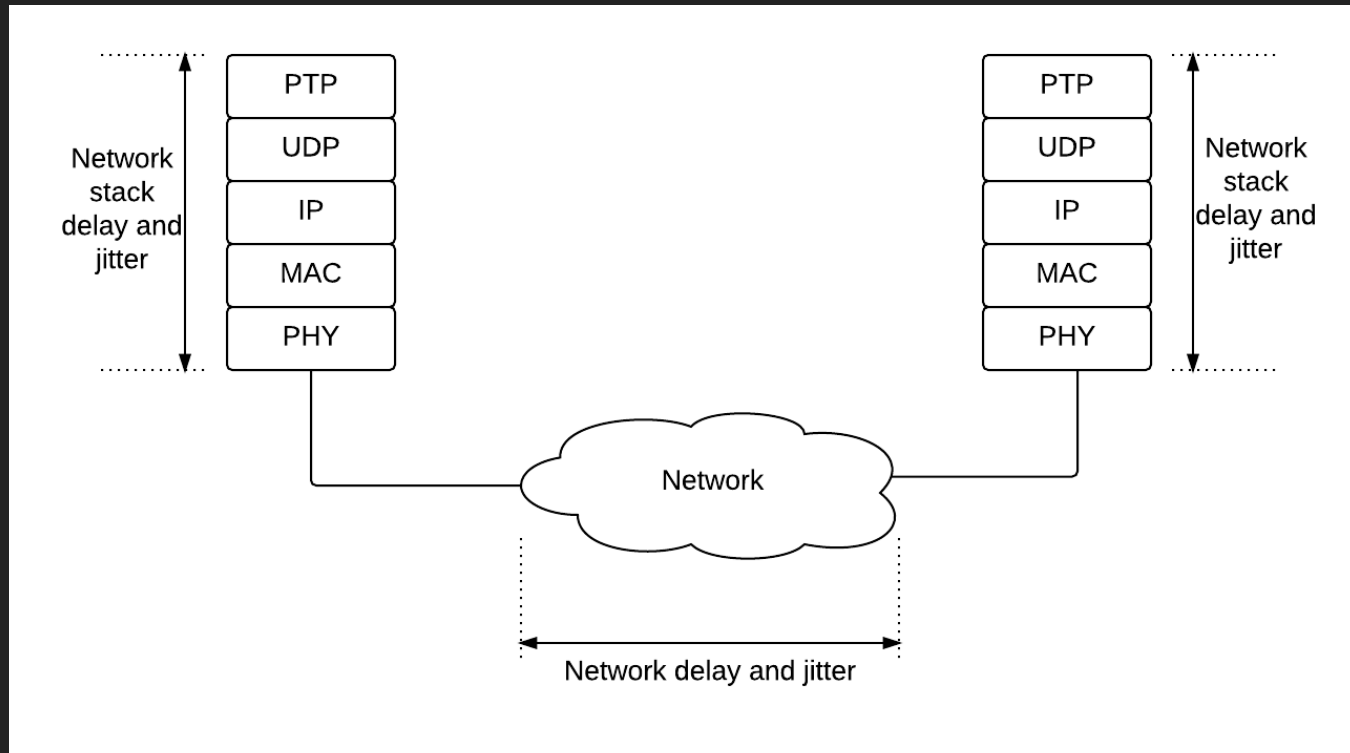 Network
stack
delay and
jitter
PTP
UDP
IP
MAC
PHY
PTP
UDP
IP
MAC
PHY
Network
stack
delay and
jitter
Network
Network delay and jitter